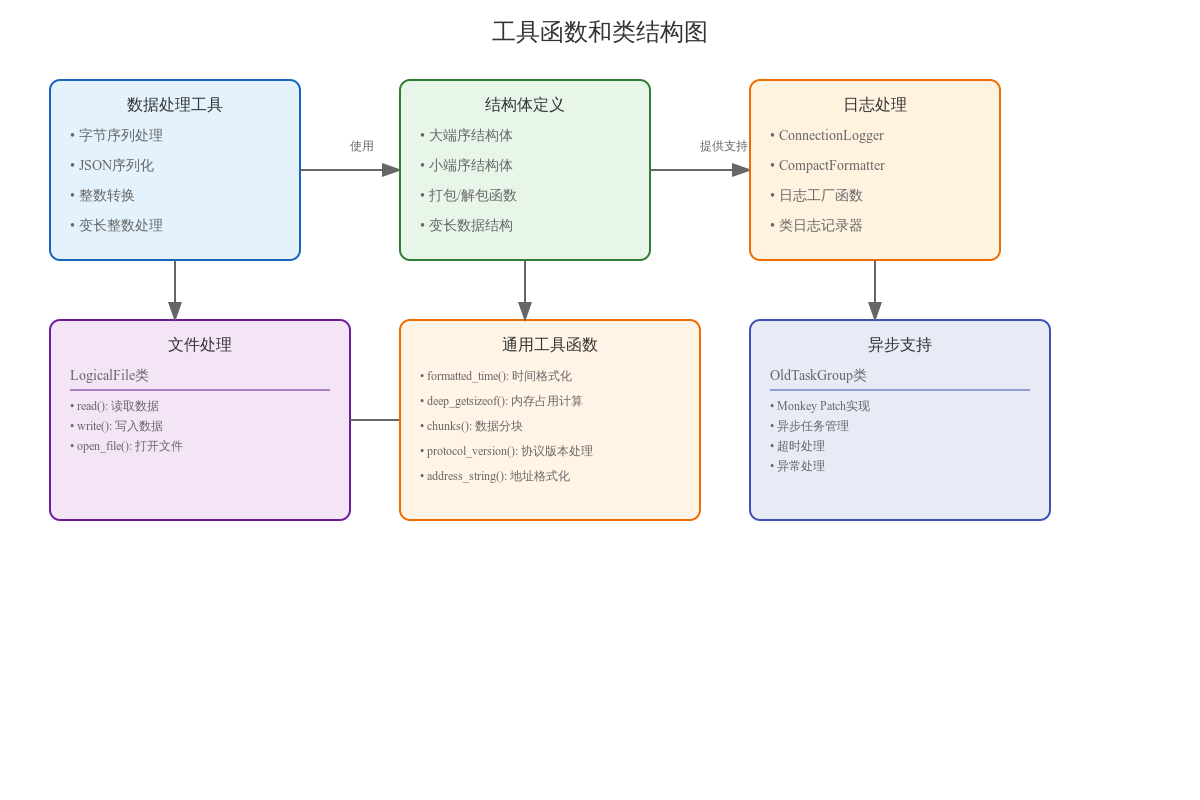 工具函数和类结构图
数据处理工具
• 字节序列处理
• JSON序列化
• 整数转换
• 变长整数处理
使用
结构体定义
• 大端序结构体
• 小端序结构体
• 打包/解包函数
• 变长数据结构
提供支持
日志处理
• ConnectionLogger
• CompactFormatter
• 日志工厂函数
• 类日志记录器
文件处理
LogicalFile类
• read(): 读取数据
• write(): 写入数据
• open_file(): 打开文件
通用工具函数
• formatted_time(): 时间格式化
• deep_getsizeof(): 内存占用计算
• chunks(): 数据分块
• protocol_version(): 协议版本处理
• address_string(): 地址格式化
异步支持
OldTaskGroup类
• Monkey Patch实现
• 异步任务管理
• 超时处理
• 异常处理